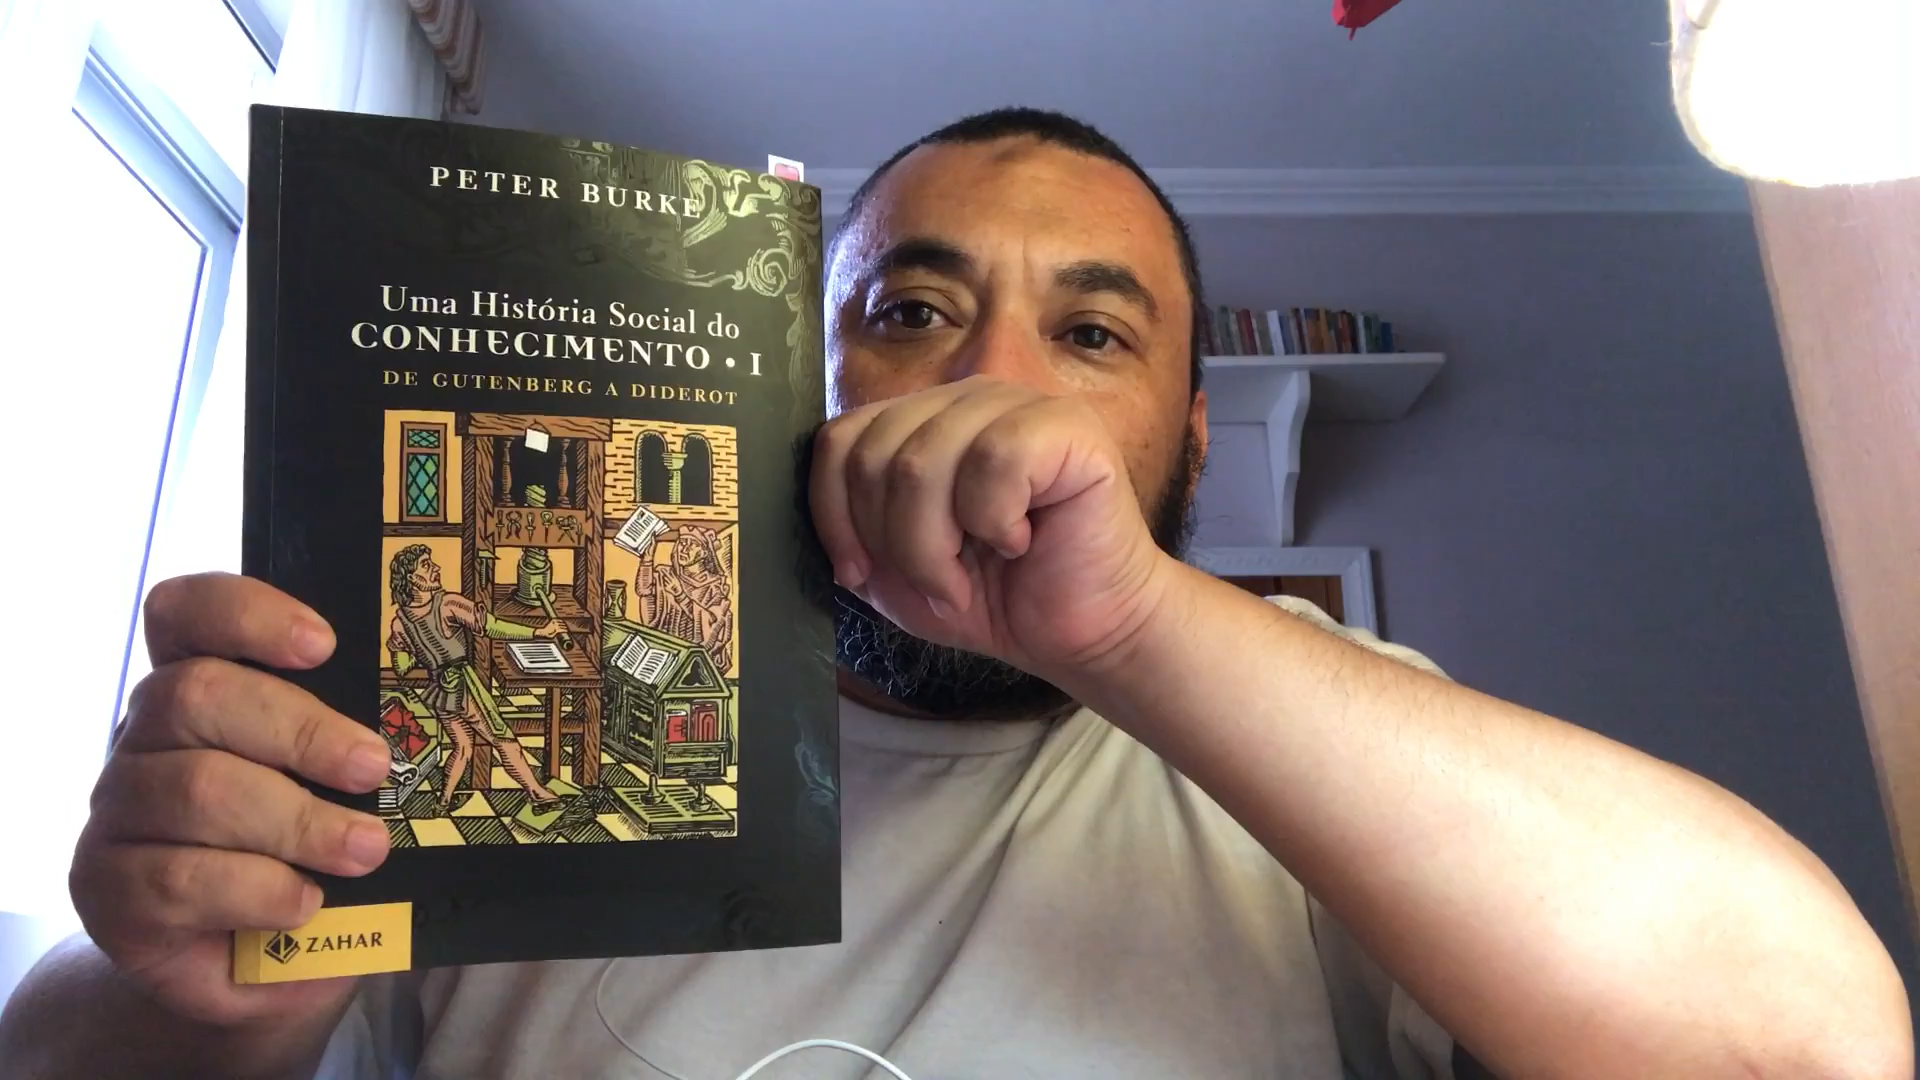 PETER BURKE
Uma História Social do
CONHECIMENTO • I
DE GUTENBERG A DIDEROT
ZAHAR